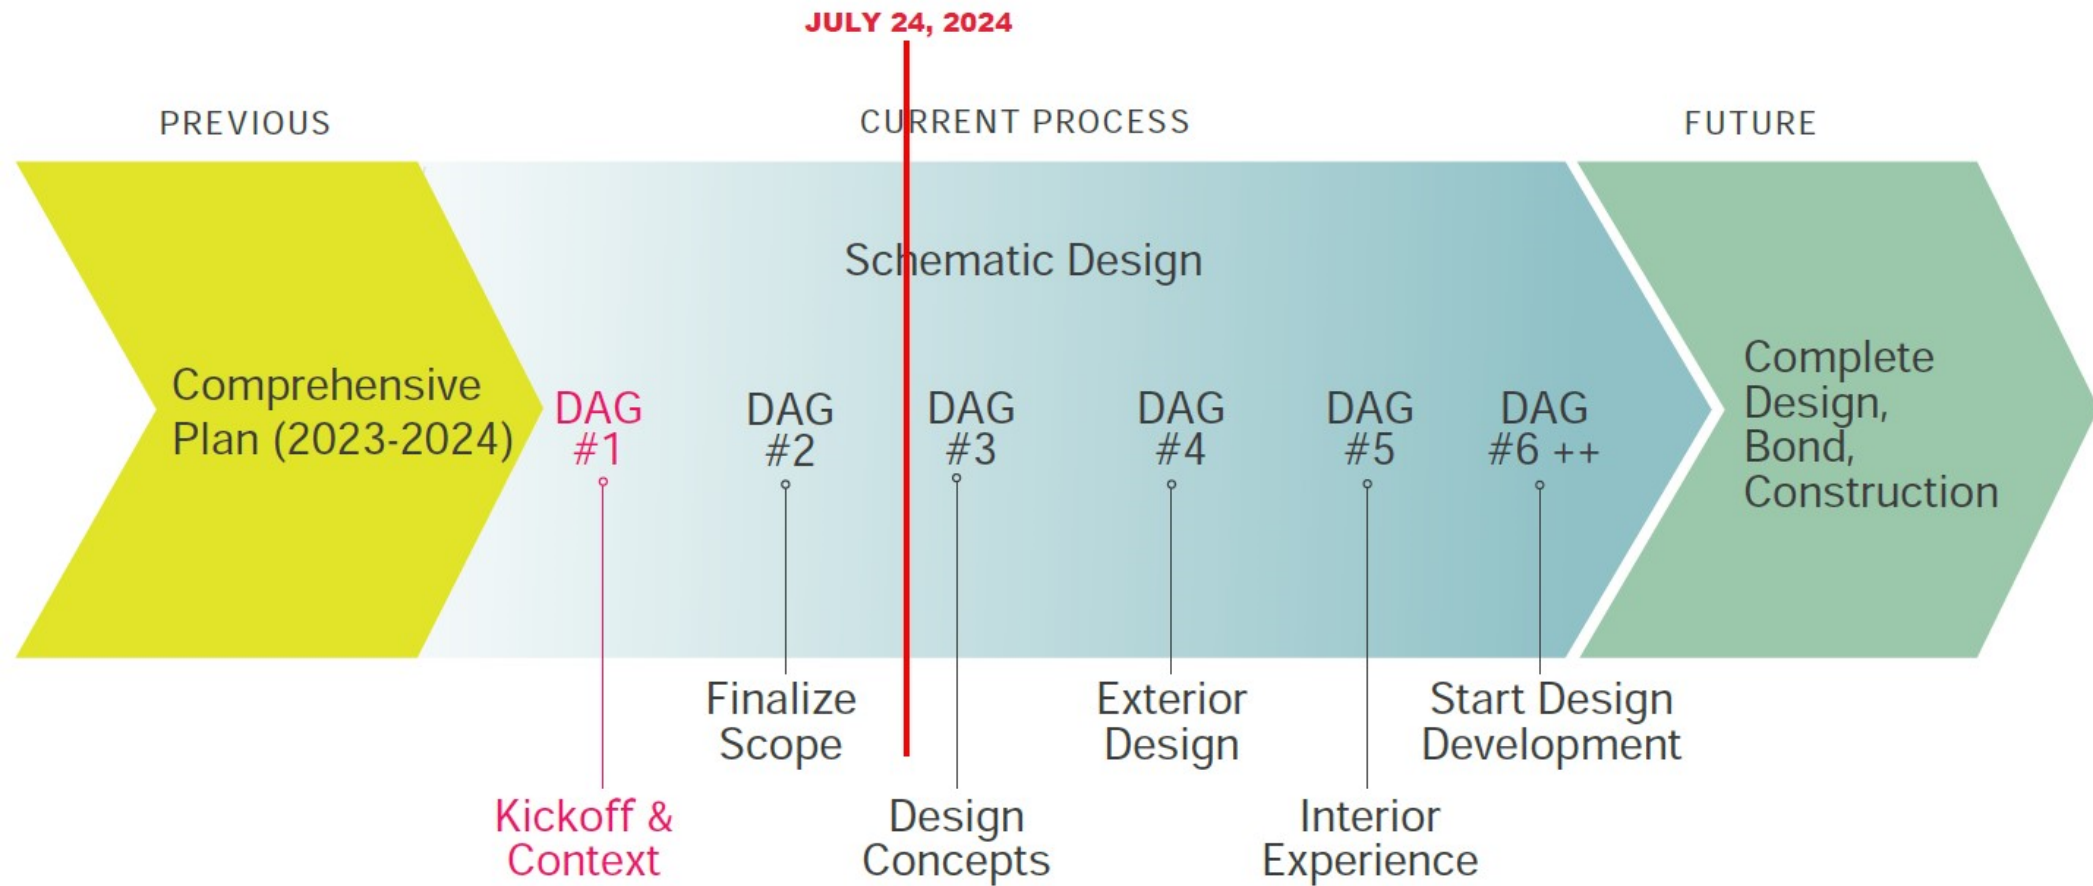 JULY 24, 2024
PREVIOUS
CURRENT PROCESS
FUTURE
Schematic Design
Comprehensive
Plan (2023-2024)
DAG
#1
DAG
#2
DAG
#3
DAG
#4
DAG
#5
DAG
#6 ++
Complete
Design,
Bond,
Construction
Finalize
Scope
Exterior
Design
Start Design
Development
Kickoff &
Context
Design
Concepts
Interior
Experience